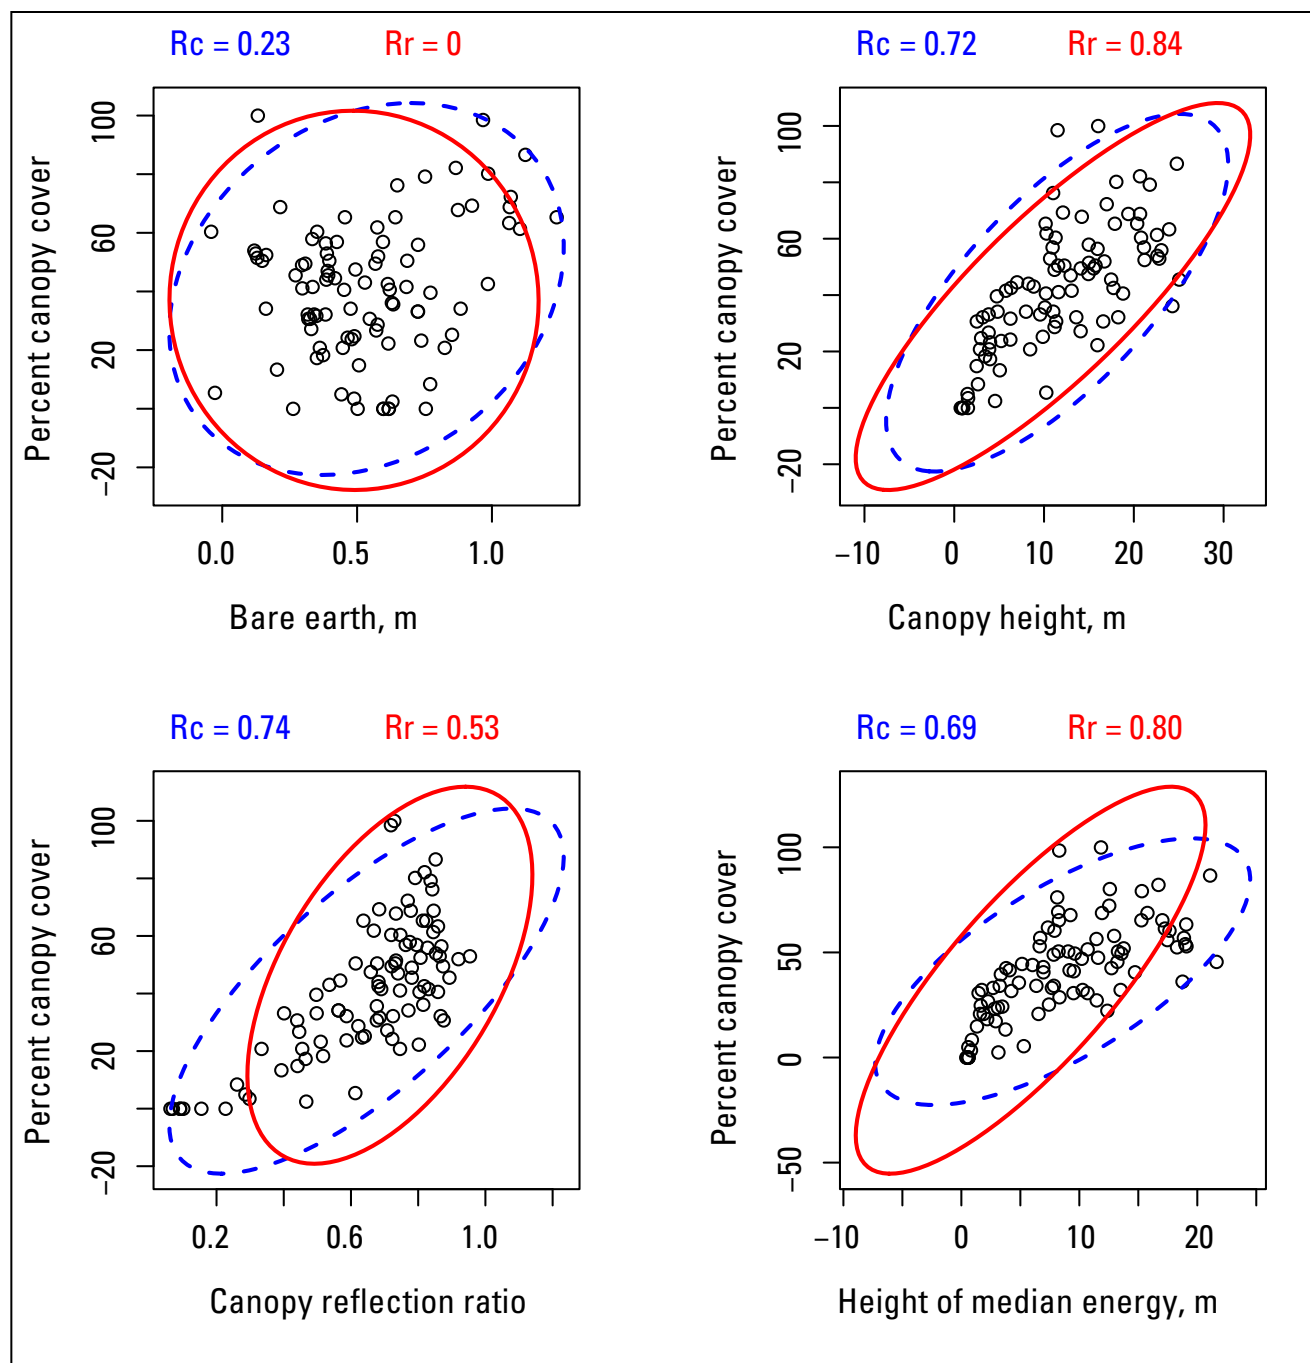 Rc = 0.23 Rr = 0
Percent canopy cover
100
60
20
−20
0.0 0.5 1.0
Bare earth, m
Rc = 0.72 Rr = 0.84
Percent canopy cover
100
60
20
−20
−10 0 10 20 30
Canopy height, m
Rc = 0.74 Rr = 0.53
Percent canopy cover
100
60
20
−20
0.2 0.6 1.0
Canopy reflection ratio
Rc = 0.69 Rr = 0.80
Percent canopy cover
100
50
0
−50
−10 0 10 20
Height of median energy, m